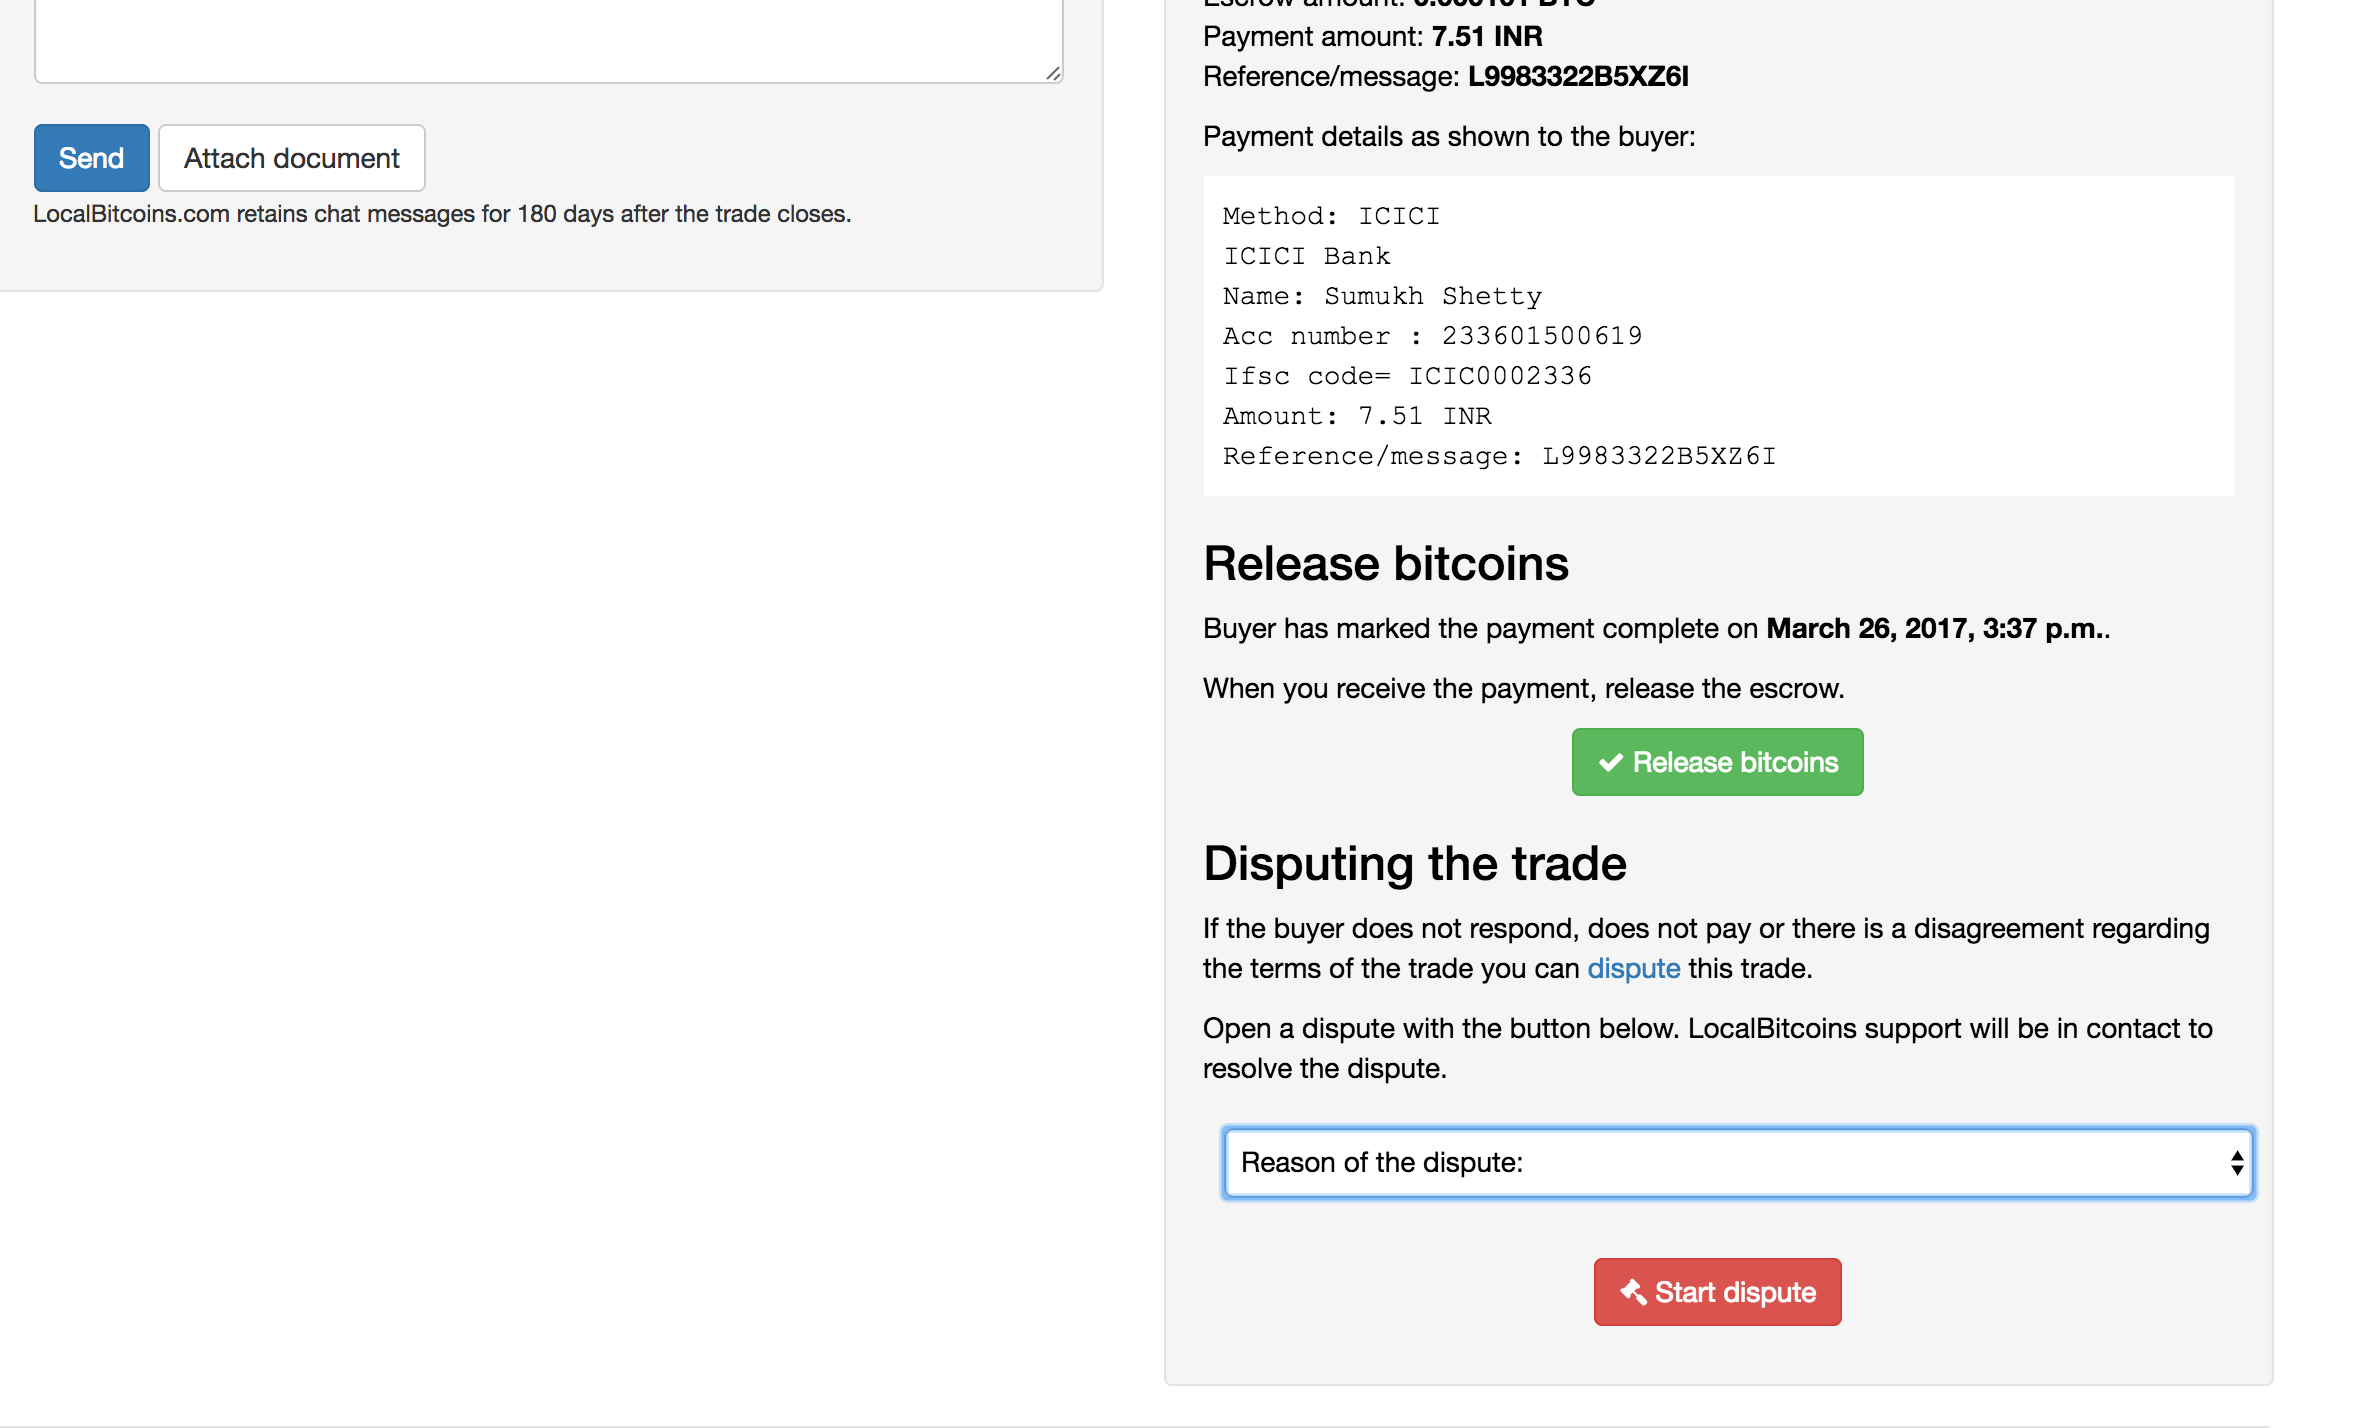 Send
Attach document
LocalBitcoins.com retains chat messages for 180 days after the trade closes.
Escrow amount: 0.000101 BTC
Payment amount: 7.51 INR
Reference/message: L9983322B5XZ6I
Payment details as shown to the buyer:
Method: ICICI
ICICI Bank
Name: Sumukh Shetty
Acc number : 233601500619
Ifsc code= ICIC0002336
Amount: 7.51 INR
Reference/message: L9983322B5XZ6I
Release bitcoins
Buyer has marked the payment complete on March 26, 2017, 3:37 p.m..
When you receive the payment, release the escrow.
Release bitcoins
Disputing the trade
If the buyer does not respond, does not pay or there is a disagreement regarding
the terms of the trade you can dispute this trade.
Open a dispute with the button below. LocalBitcoins support will be in contact to
resolve the dispute.
Reason of the dispute:
Start dispute